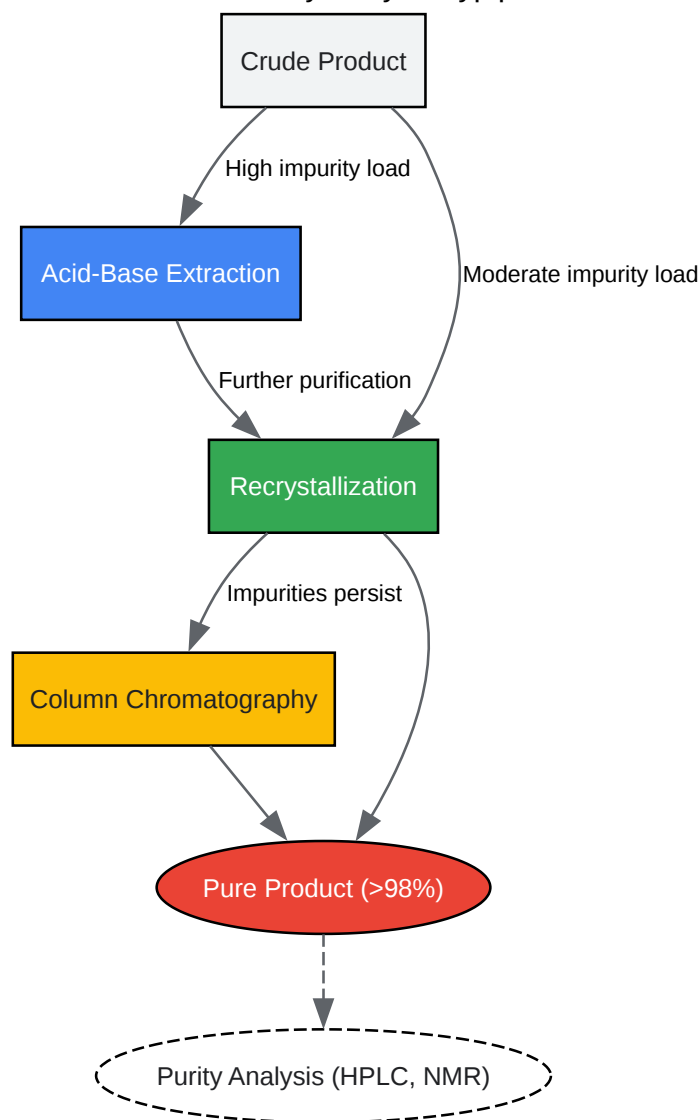 Crude Product
High impurity load
Acid-Base Extraction
Moderate impurity load
Further purification
Recrystallization
Impurities persist
Column Chromatography
Pure Product (>98%)
Purity Analysis (HPLC, NMR)